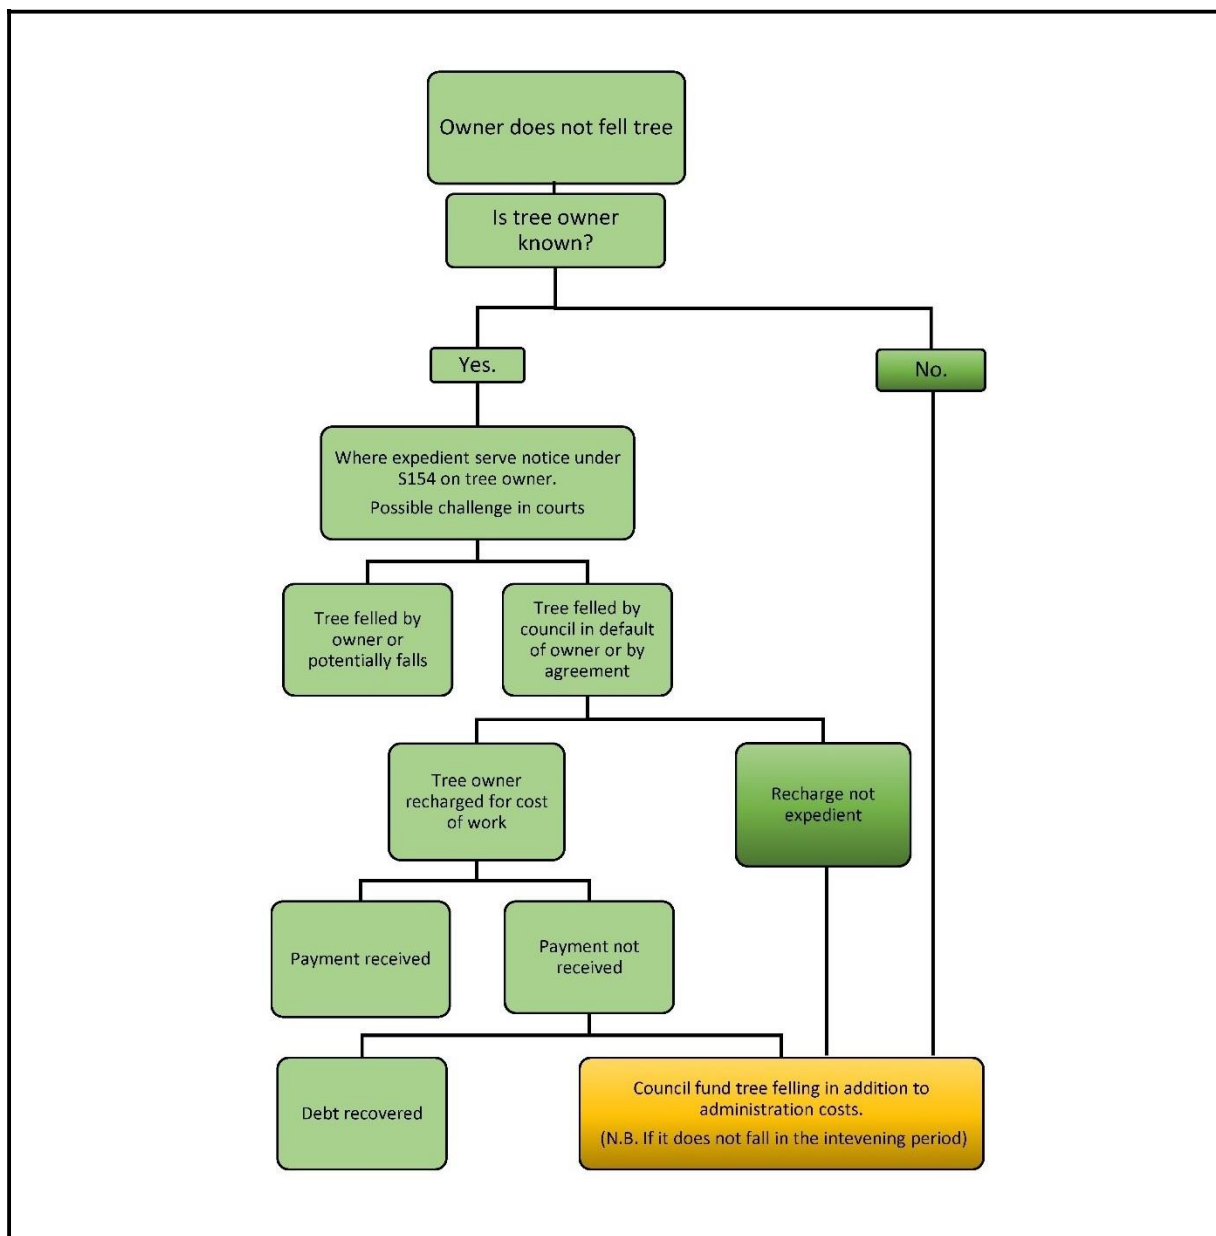 Owner does not fell tree
Is tree owner
known?
Yes.
No.
Where expedient serve notice under
S154 on tree owner.
Possible challenge in courts
Tree felled by
owner or
potentially falls
Tree felled by
council in default
of owner or by
agreement
Tree owner
recharged for cost
of work
Recharge not
expedient
Payment received
Payment not
received
Debt recovered
Council fund tree felling in addition to
administration costs.
(N.B. If it does not fall in the intevening period)